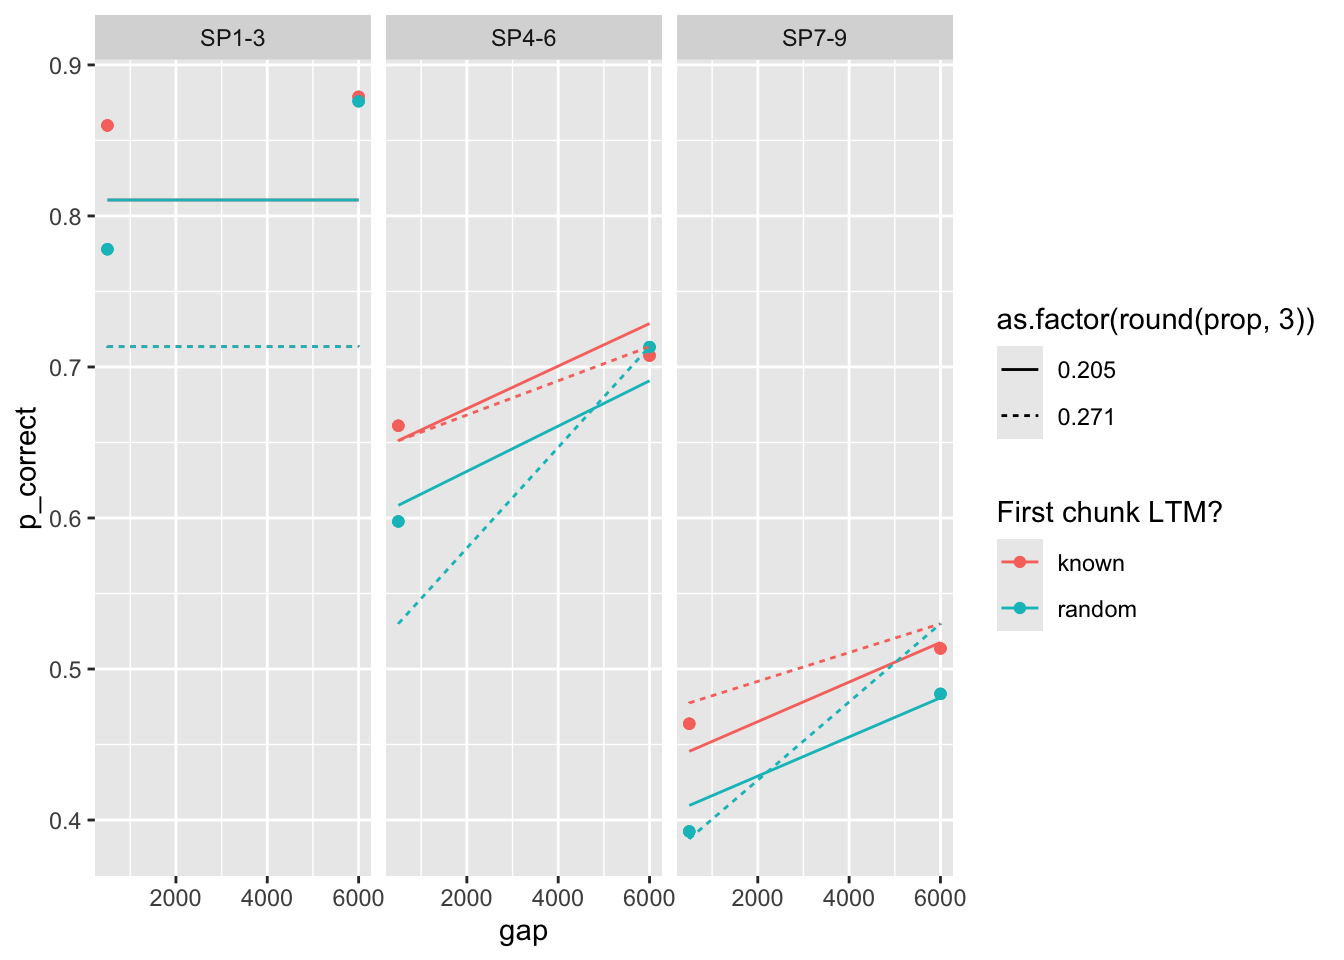 SP1-3
SP4-6
SP7-9
0.9
0.8
0.7
0.6
0.5
0.4
p_correct
2000
4000
6000
2000
4000
6000
2000
4000
6000
gap
as.factor(round(prop, 3))
0.205
0.271
First chunk LTM?
known
random